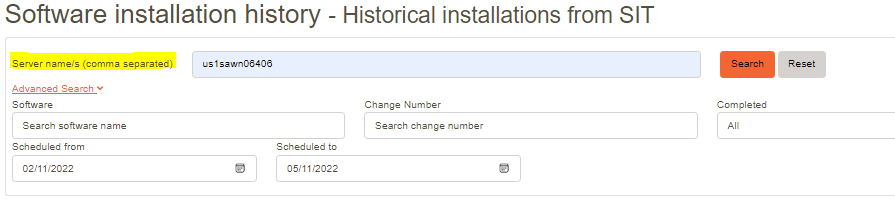 Software installation history - Historical installations from SIT
Server name/s (comma separated) us1sawn06406 Search Reset
Advanced Search
Software Change Number Completed
Search software name Search change number All
Scheduled from Scheduled to
02/11/2022 05/11/2022